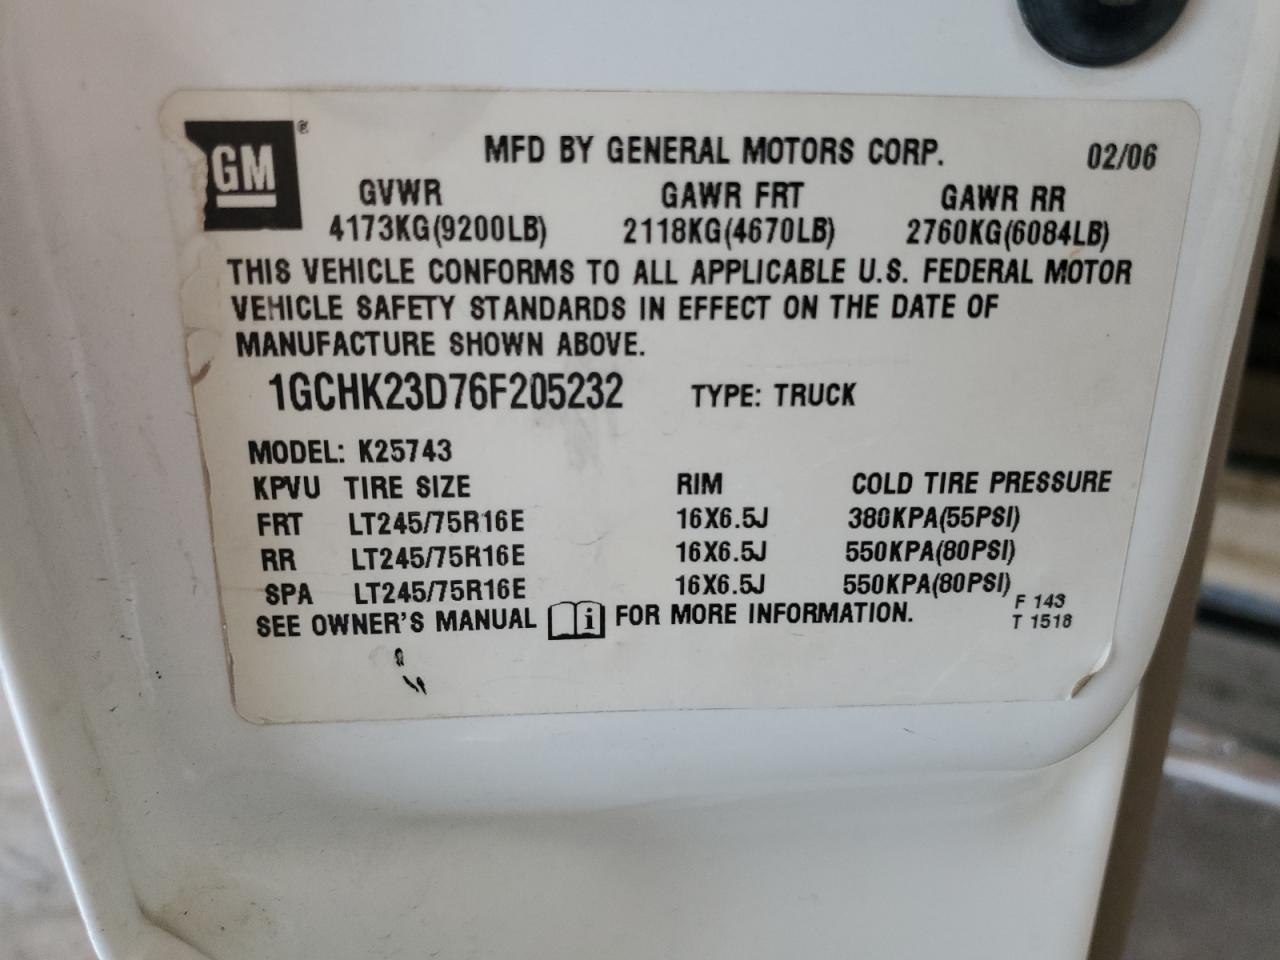 GM ®
MFD BY GENERAL MOTORS CORP. 02/06
GVWR GAWR FRT GAWR RR
4173KG(9200LB) 2118KG(4670LB) 2760KG(6084LB)
THIS VEHICLE CONFORMS TO ALL APPLICABLE U.S. FEDERAL MOTOR
VEHICLE SAFETY STANDARDS IN EFFECT ON THE DATE OF
MANUFACTURE SHOWN ABOVE.
1GCHK23D76F205232 TYPE: TRUCK
MODEL: K25743
KPVU TIRE SIZE RIM COLD TIRE PRESSURE
FRT LT245/75R16E 16X6.5J 380KPA(55PSI)
RR LT245/75R16E 16X6.5J 550KPA(80PSI)
SPA LT245/75R16E 16X6.5J 550KPA(80PSI)
SEE OWNER'S MANUAL i FOR MORE INFORMATION.
F 143
T 1518